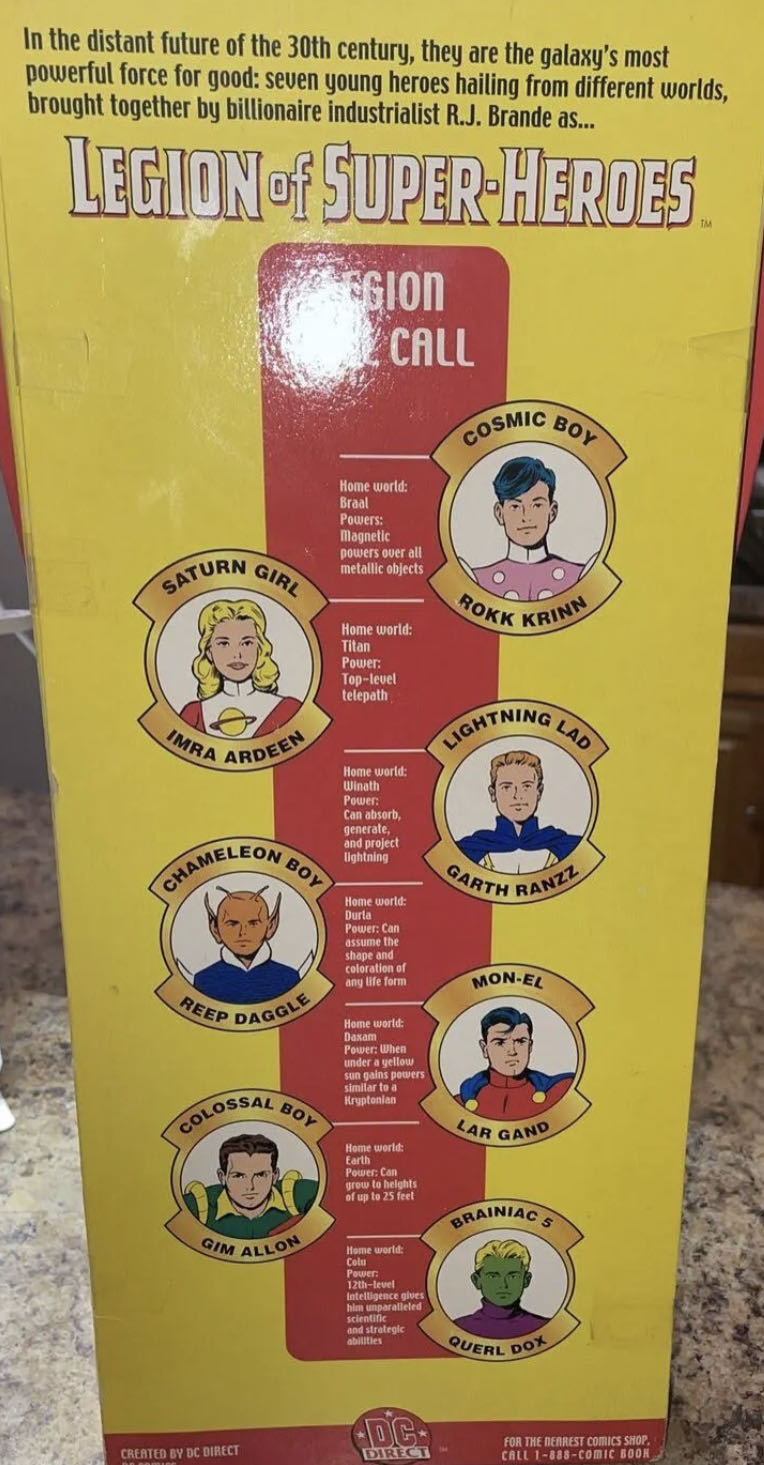 In the distant future of the 30th century, they are the galaxy's most
powerful force for good: seven young heroes hailing from different worlds,
brought together by billionaire industrialist R.J. Brande as...
LEGION of SUPER-HEROES
TM
CALL
COSMIC BOY
Home world:
Braal
Powers:
Magnetic
powers over all
metallic objects
ROKK KRINN
SATURN GIRL
Home world:
Titan
Power:
Top-level
telepath
IMRA ARDEEN
LIGHTNING LAD
Home world:
Winath
Power:
Can absorb,
generate,
and project
lightning
GARTH RANZZ
CHAMELEON BOY
Home world:
Durla
Power: Can
assume the
shape and
coloration of
any life form
REEP DAGGLE
MON-EL
Home world:
Daxam
Power: When
under a yellow
sun gains powers
similar to a
Kryptonian
LAR GAND
COLOSSAL BOY
Home world:
Earth
Power: Can
grow to heights
of up to 25 feet
GIM ALLON
BRAINIAC 5
Home world:
Colu
Power:
12th-level
Intelligence gives
him unparalleled
scientific
and strategic
abilities
QUERL DOX
CREATED BY DC DIRECT
DC
DIRECT
TM
FOR THE NEAREST COMICS SHOP,
CALL 1-888-COMIC BOOK